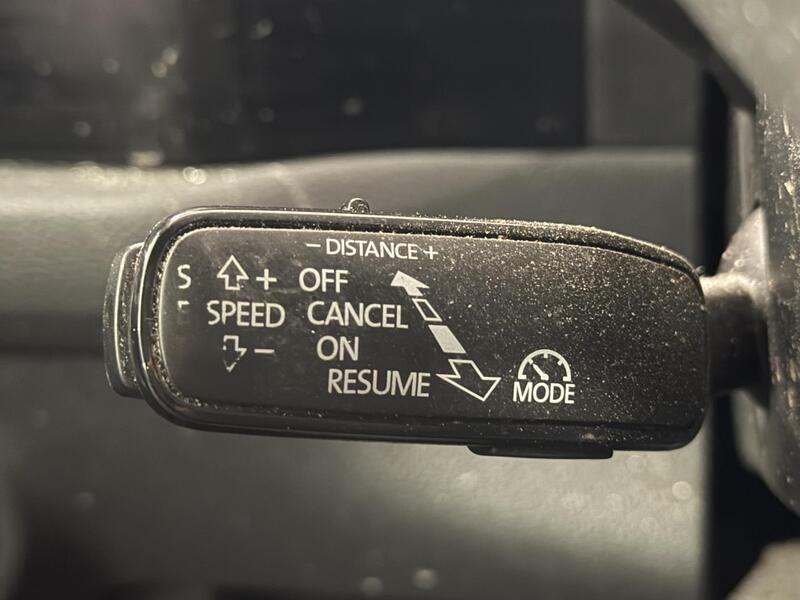 - DISTANCE +
S + OFF
SPEED CANCEL
- ON
RESUME
MODE